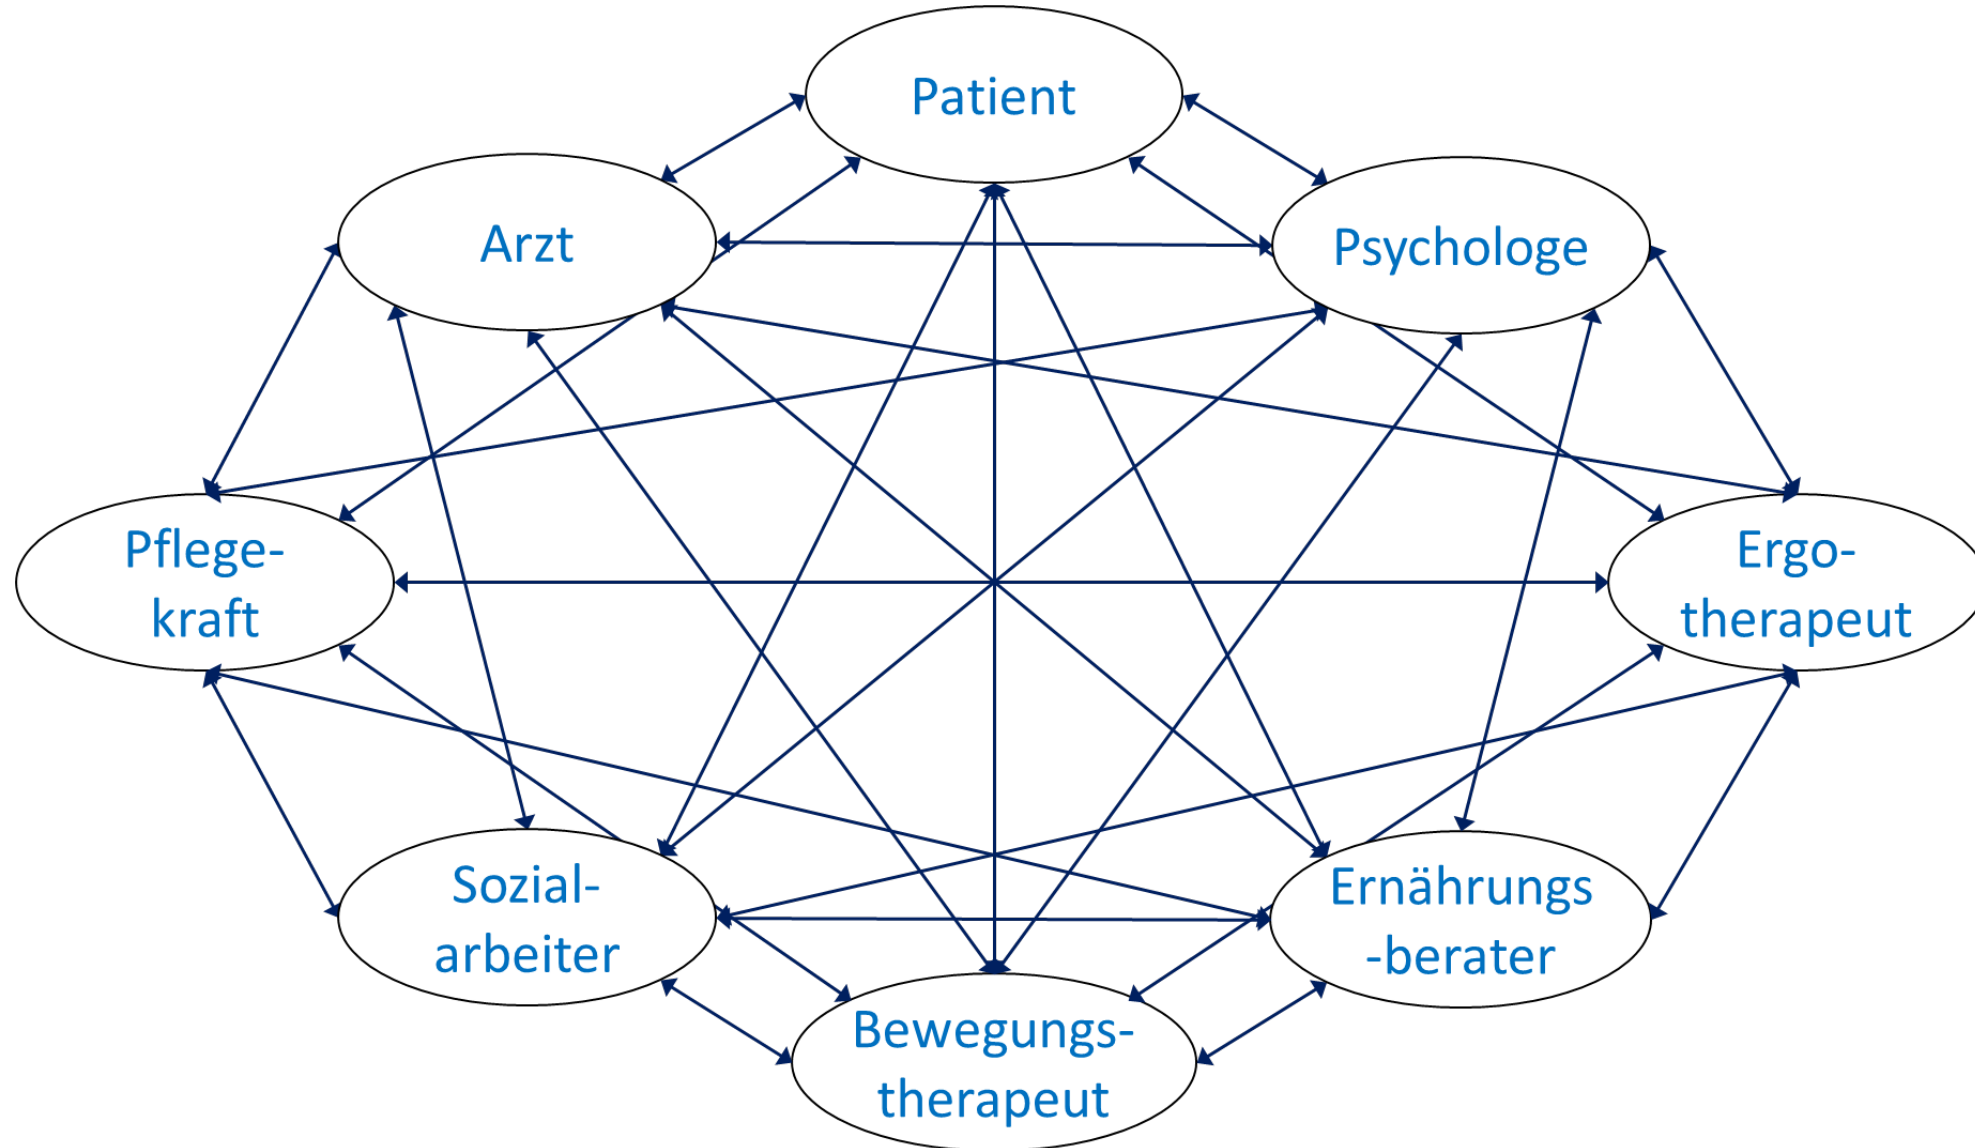 Patient
Arzt
Psychologe
Pflege-
kraft
Ergo-
therapeut
Sozial-
arbeiter
Ernährungs
-berater
Bewegungs-
therapeut